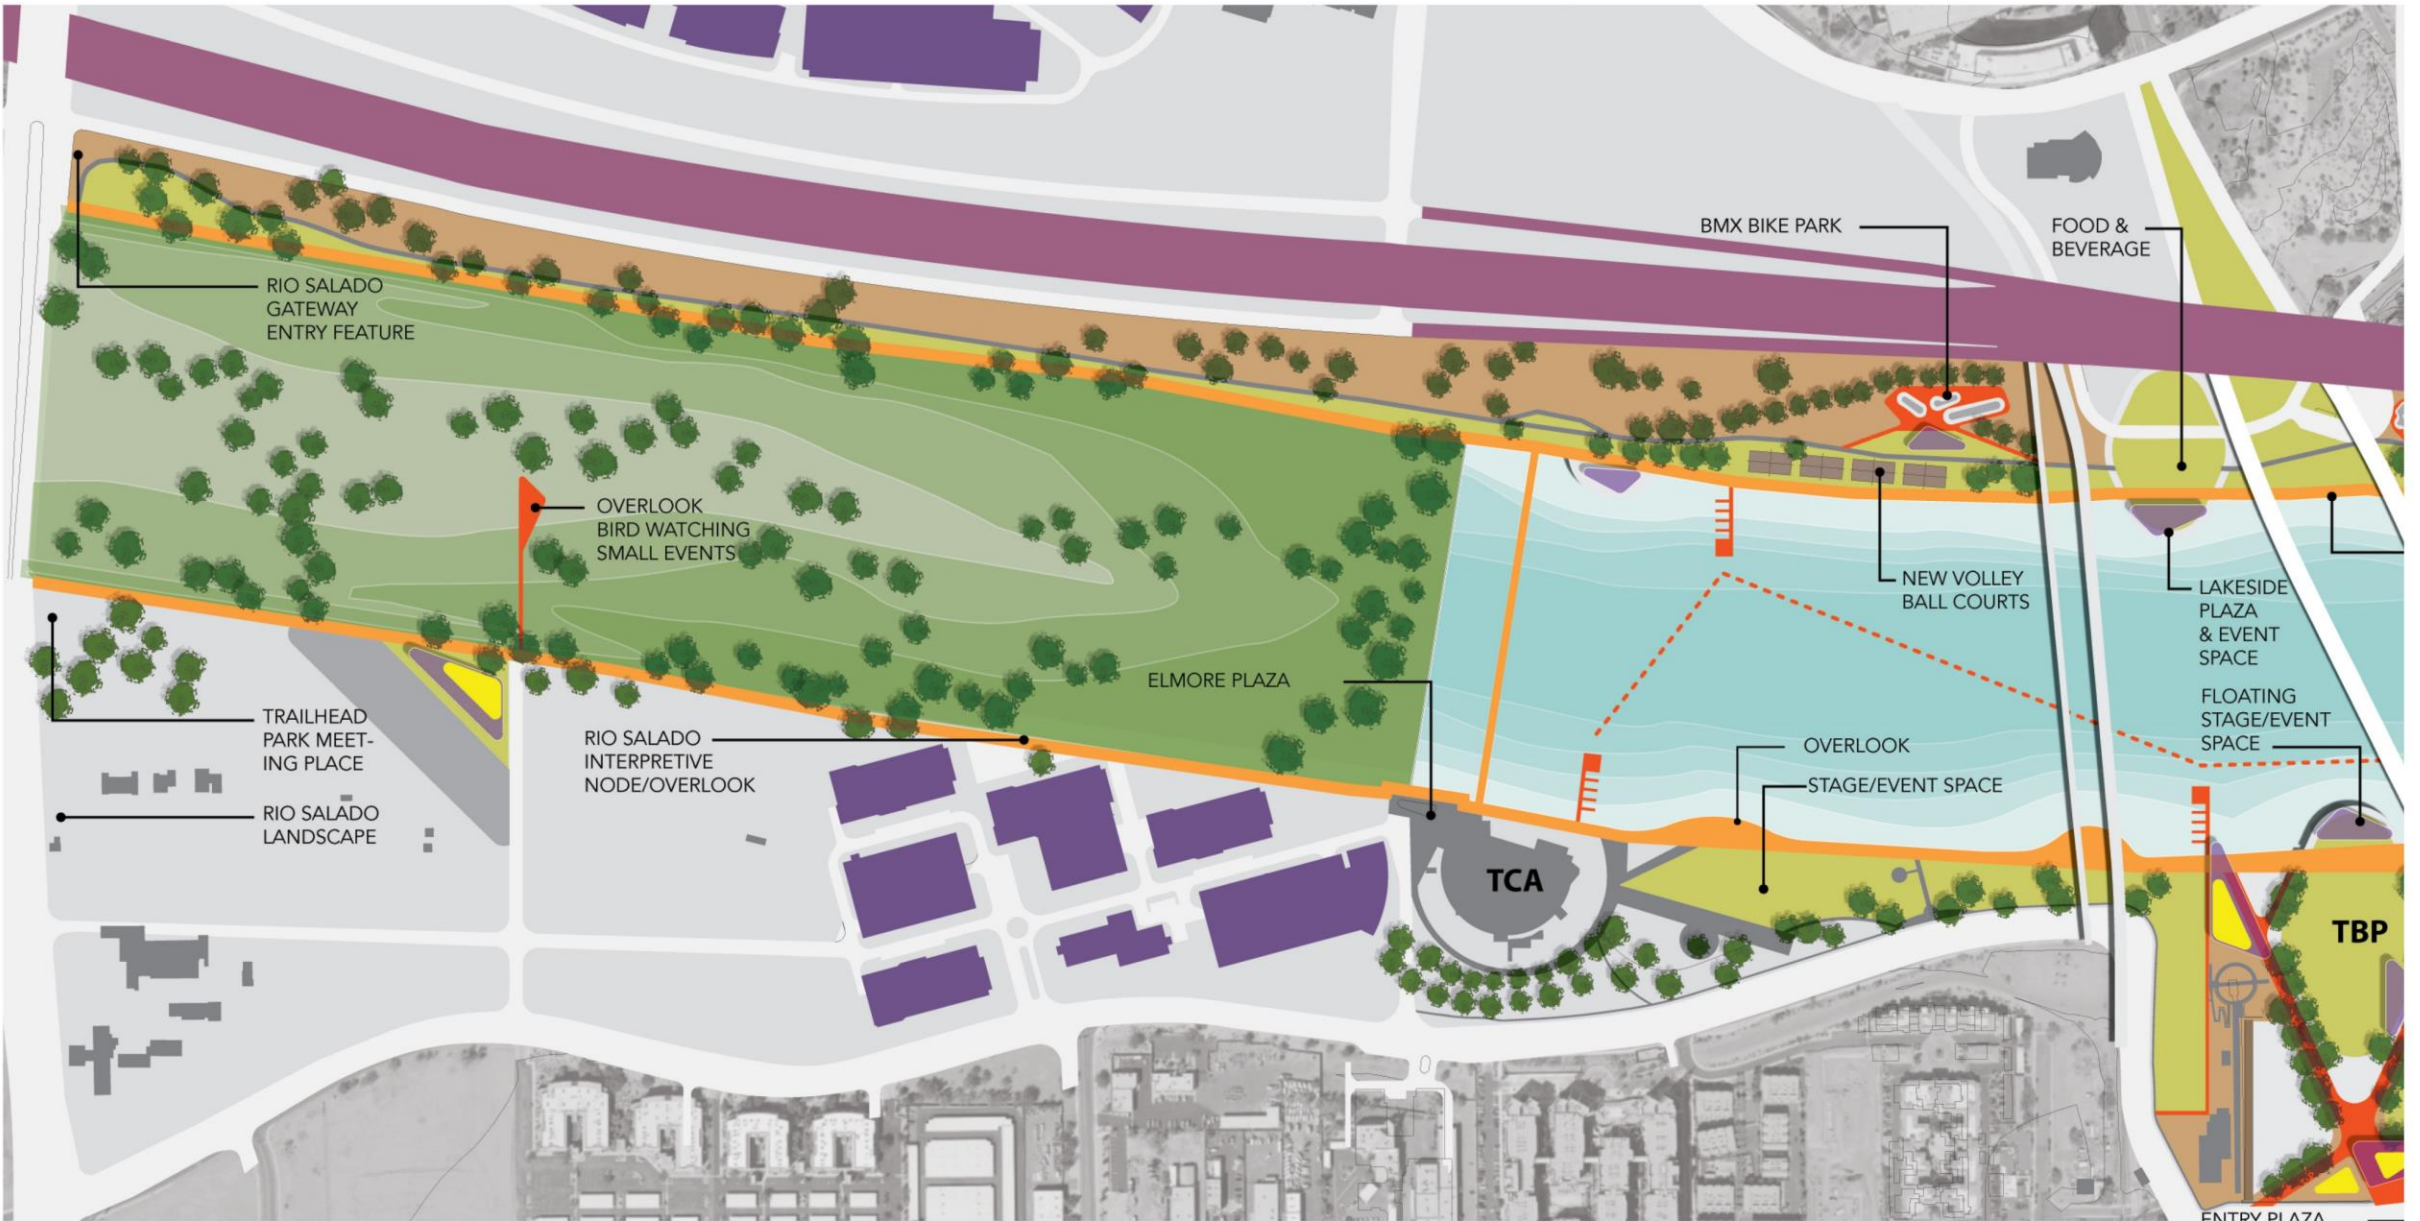 BMX BIKE PARK
FOOD &
BEVERAGE
RIO SALADO
GATEWAY
ENTRY FEATURE
OVERLOOK
BIRD WATCHING
SMALL EVENTS
NEW VOLLEY
BALL COURTS
LAKESIDE
PLAZA
& EVENT
SPACE
ELMORE PLAZA
FLOATING
STAGE/EVENT
SPACE
TRAILHEAD
PARK MEET-
ING PLACE
RIO SALADO
INTERPRETIVE
NODE/OVERLOOK
OVERLOOK
STAGE/EVENT SPACE
RIO SALADO
LANDSCAPE
TCA
TBP
ENTRY PLAZA